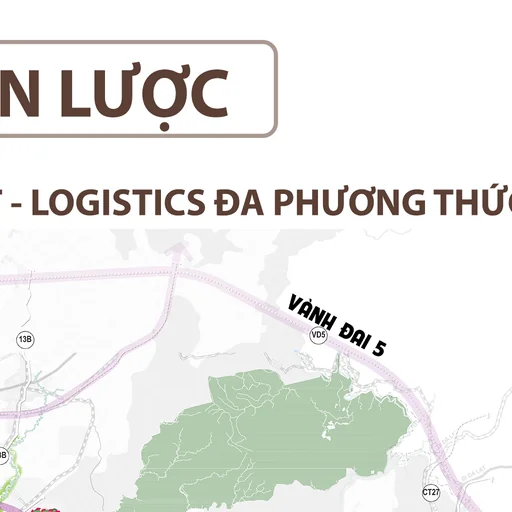 N LƯỢC
- LOGISTICS ĐA PHƯƠNG THỨC
VÀNH ĐAI 5
VD5
13B
CT27